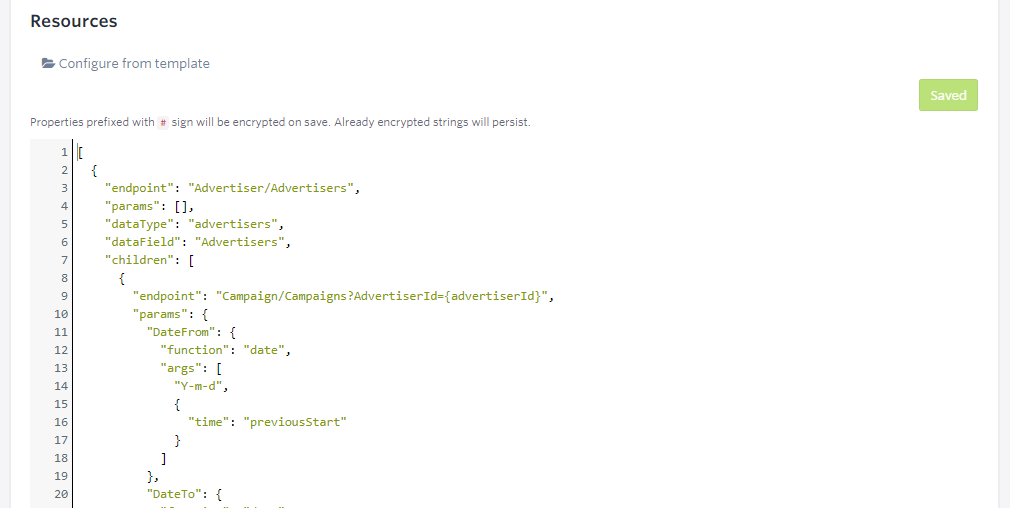 Resources
Configure from template
Saved
Properties prefixed with # sign will be encrypted on save. Already encrypted strings will persist.
1 [
2 {
3 "endpoint": "Advertiser/Advertisers",
4 "params": [],
5 "dataType": "advertisers",
6 "dataField": "Advertisers",
7 "children": [
8 {
9 "endpoint": "Campaign/Campaigns?AdvertiserId={advertiserId}",
10 "params": {
11 "DateFrom": {
12 "function": "date",
13 "args": [
14 "Y-m-d",
15 {
16 "time": "previousStart"
17 }
18 ]
19 },
20 "DateTo": {